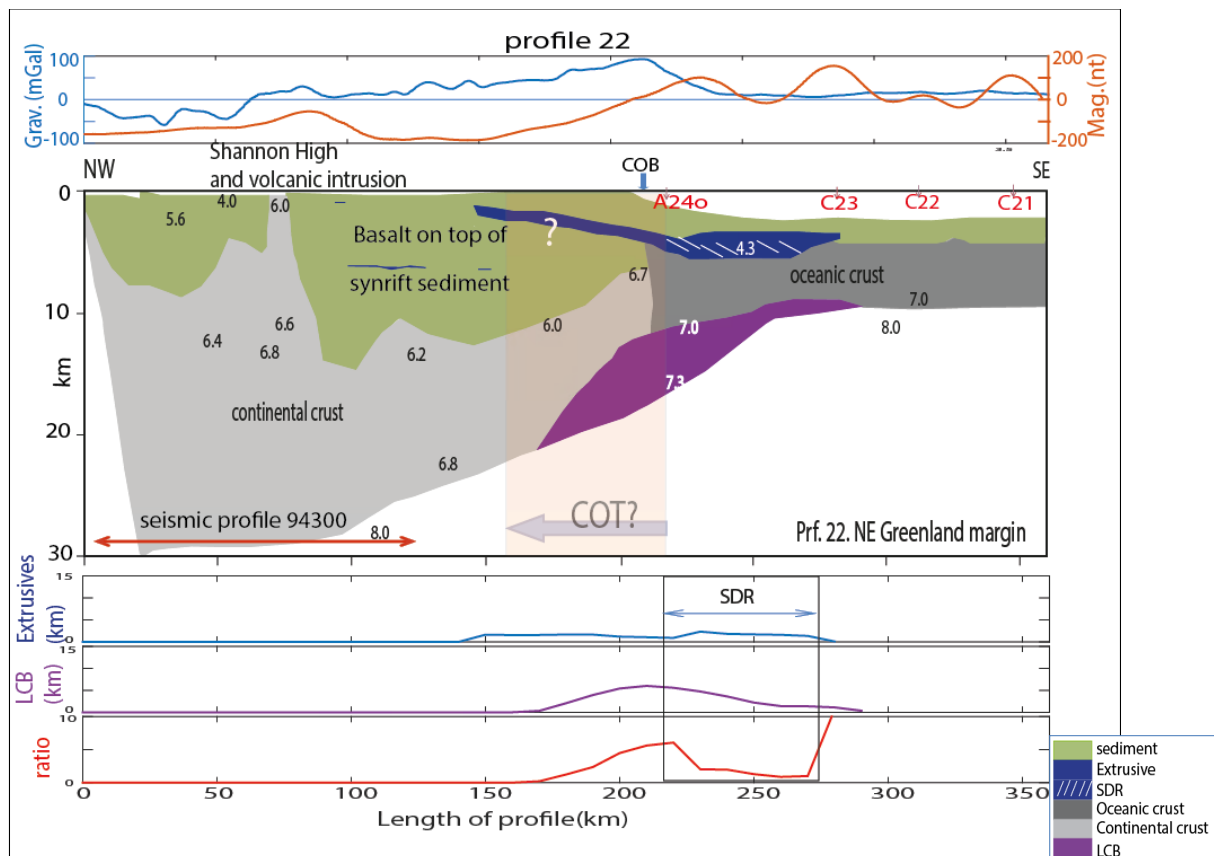 profile 22
Grav. (mGal)
100
0
-100
200
0
-200
Mag.(nt)
3.5
NW
Shannon High
and volcanic intrusion
COB
SE
0
10
20
30
km
A24o
C23
C22
C21
5.6
4.0
6.0
?
Basalt on top of
synrift sediment
4.3
6.7
oceanic crust
7.0
8.0
6.4
6.6
6.8
6.2
6.0
7.0
7.3
continental crust
6.8
COT?
seismic profile 94300
8.0
Prf. 22. NE Greenland margin
Extrusives
(km)
15
0
SDR
LCB
(km)
15
0
ratio
10
0
0 50 100 150 200 250 300 350
Length of profile(km)
sediment
Extrusive
SDR
Oceanic crust
Continental crust
LCB